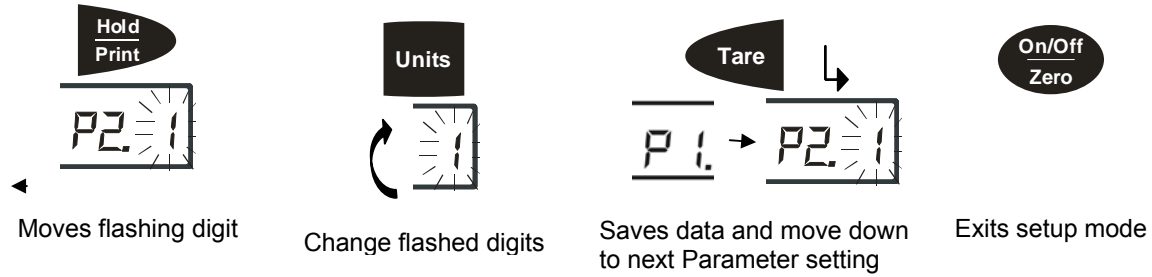 Hold
Print
P2. 1
Moves flashing digit
Units
1
Change flashed digits
Tare
P1. P2. 1
Saves data and move down
to next Parameter setting
On/Off
Zero
Exits setup mode